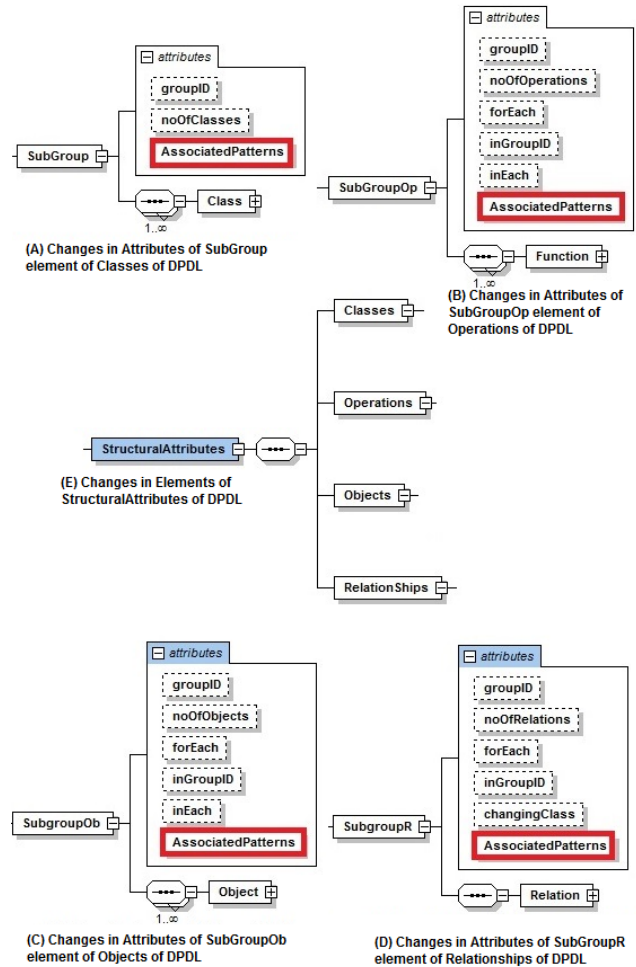 attributes
groupID
noOfClasses
AssociatedPatterns
SubGroup
Class
1..∞
(A) Changes in Attributes of SubGroup
element of Classes of DPDL
attributes
groupID
noOfOperations
forEach
inGroupID
inEach
AssociatedPatterns
SubGroupOp
Function
1..∞
(B) Changes in Attributes of
SubGroupOp element of
Operations of DPDL
Classes
Operations
StructuralAttributes
Objects
RelationShips
(E) Changes in Elements of
StructuralAttributes of DPDL
attributes
groupID
noOfObjects
forEach
inGroupID
inEach
AssociatedPatterns
SubgroupOb
Object
1..∞
(C) Changes in Attributes of SubGroupOb
element of Objects of DPDL
attributes
groupID
noOfRelations
forEach
inGroupID
changingClass
AssociatedPatterns
SubgroupR
Relation
(D) Changes in Attributes of SubgroupR
element of Relationships of DPDL